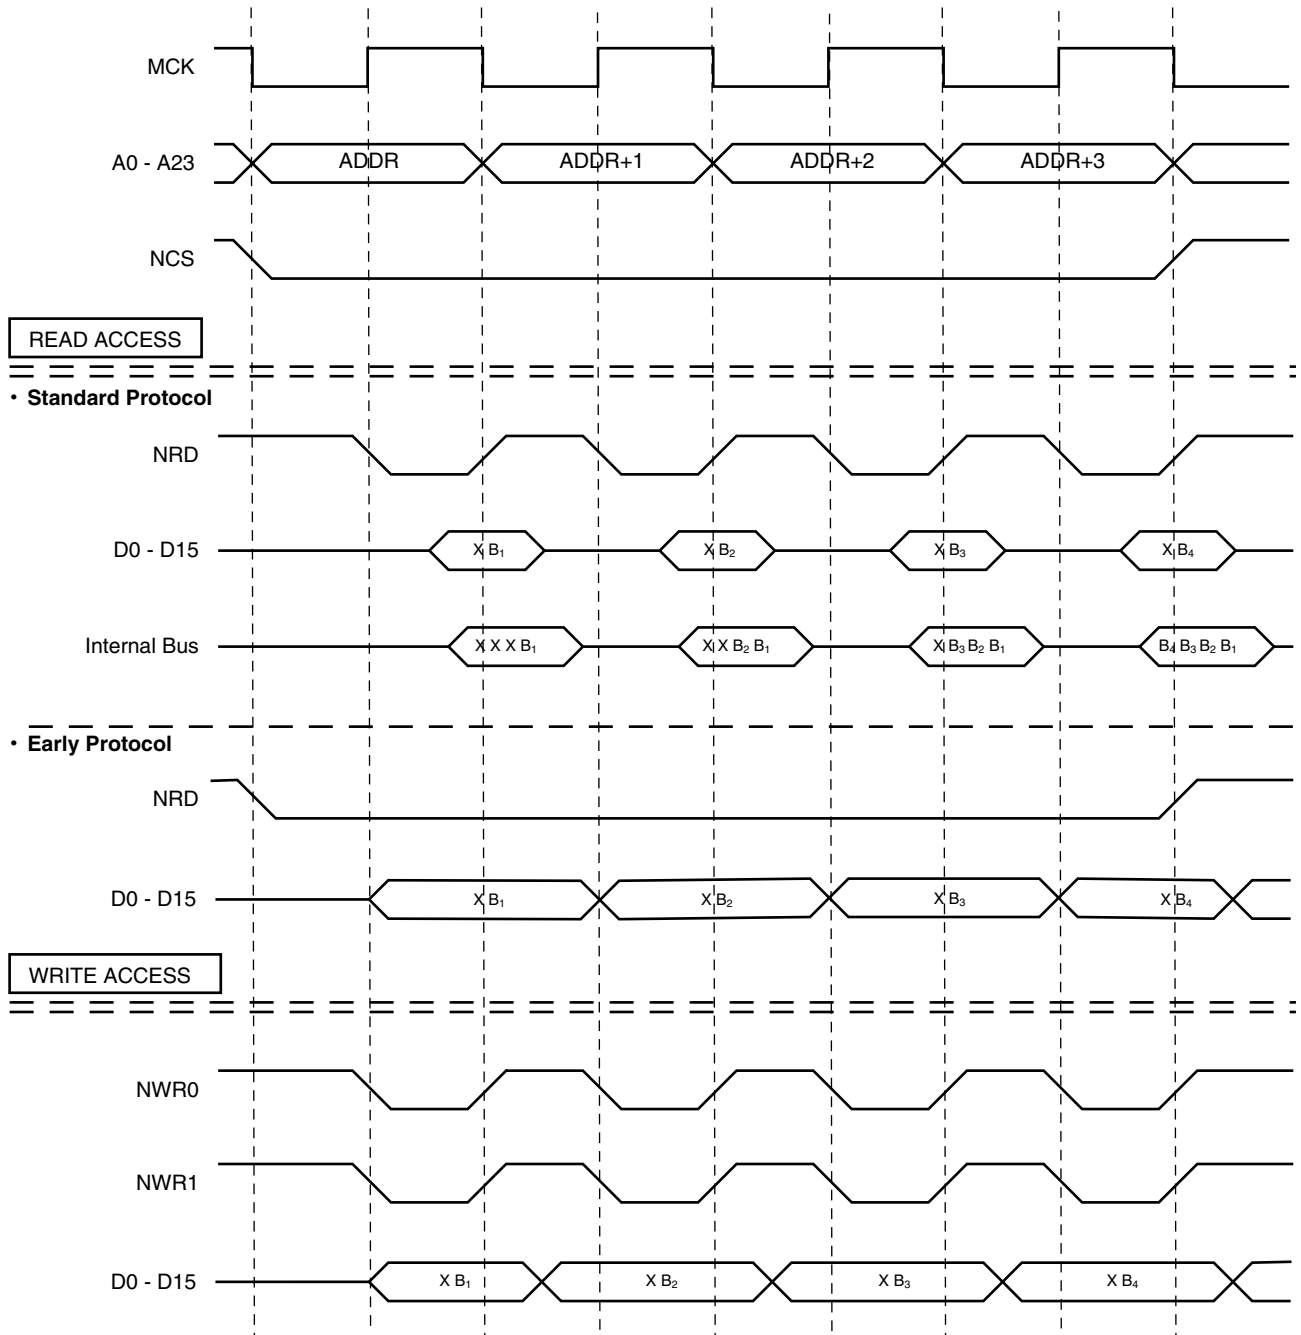 MCK
A0 - A23 ADDR ADDR+1 ADDR+2 ADDR+3
NCS
READ ACCESS
• Standard Protocol
NRD
D0 - D15 X B1 X B2 X B3 X B4
Internal Bus X X X B1 X X B2 B1 X B3 B2 B1 B4 B3 B2 B1
• Early Protocol
NRD
D0 - D15 X B1 X B2 X B3 X B4
WRITE ACCESS
NWR0
NWR1
D0 - D15 X B1 X B2 X B3 X B4